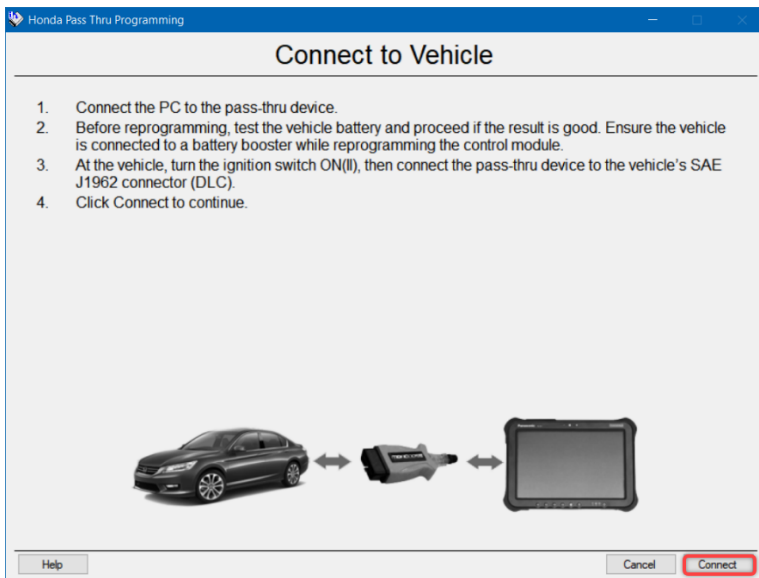 Honda Pass Thru Programming
Connect to Vehicle
1. Connect the PC to the pass-thru device.
2. Before reprogramming, test the vehicle battery and proceed if the result is good. Ensure the vehicle
is connected to a battery booster while reprogramming the control module.
3. At the vehicle, turn the ignition switch ON(II), then connect the pass-thru device to the vehicle's SAE
J1962 connector (DLC).
4. Click Connect to continue.
Help
Cancel
Connect